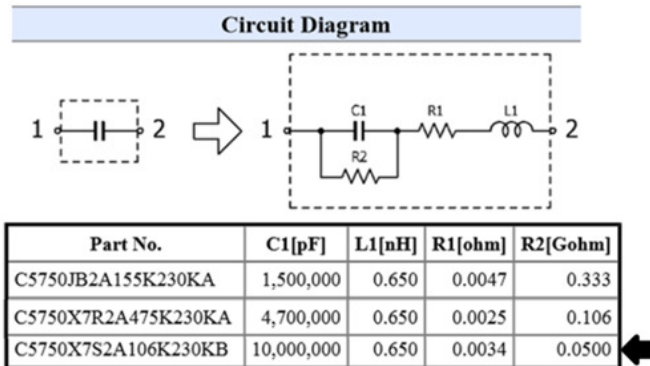 Circuit Diagram
1 2 1 C1 R1 L1 2
R2
Part No. C1[pF] L1[nH] R1[ohm] R2[Gohm]
C5750JB2A155K230KA 1,500,000 0.650 0.0047 0.333
C5750X7R2A475K230KA 4,700,000 0.650 0.0025 0.106
C5750X7S2A106K230KB 10,000,000 0.650 0.0034 0.0500